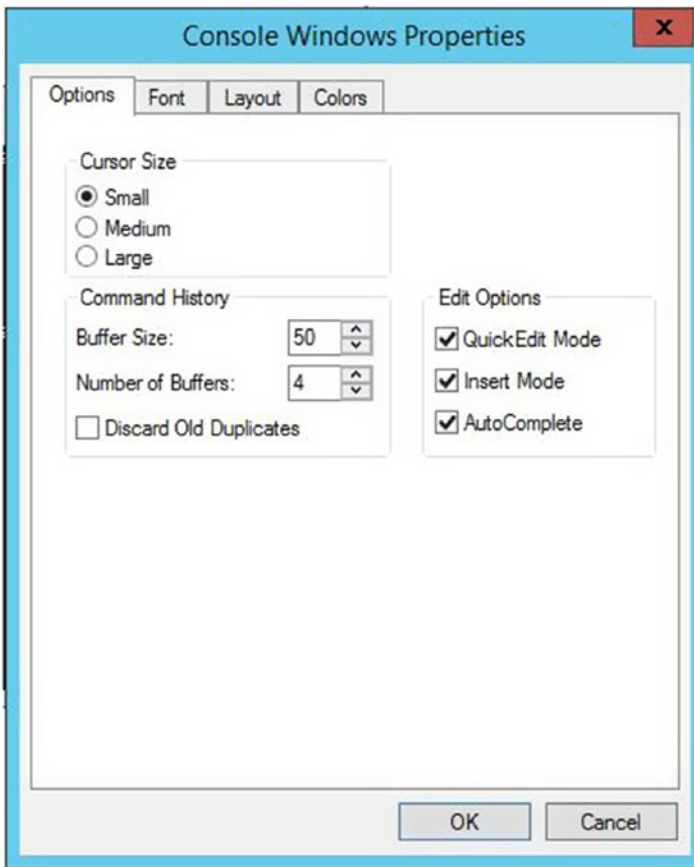 Console Windows Properties
x
Options Font Layout Colors
Cursor Size
Small
Medium
Large
Command History
Buffer Size: 50
Number of Buffers: 4
Discard Old Duplicates
Edit Options
QuickEdit Mode
Insert Mode
AutoComplete
OK Cancel